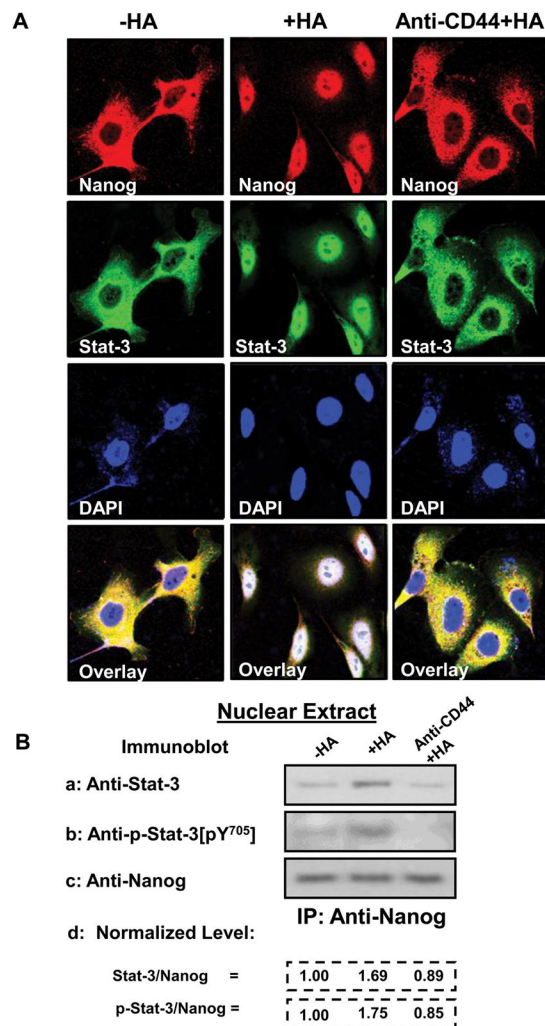 A
-HA +HA Anti-CD44+HA
Nanog Nanog Nanog
Stat-3 Stat-3 Stat-3
DAPI DAPI DAPI
Overlay Overlay Overlay
Nuclear Extract
B
Immunoblot -HA +HA Anti-CD44 +HA
a: Anti-Stat-3
b: Anti-p-Stat-3[pY⁷⁰⁵]
c: Anti-Nanog
IP: Anti-Nanog
d: Normalized Level:
Stat-3/Nanog = 1.00 1.69 0.89
p-Stat-3/Nanog = 1.00 1.75 0.85